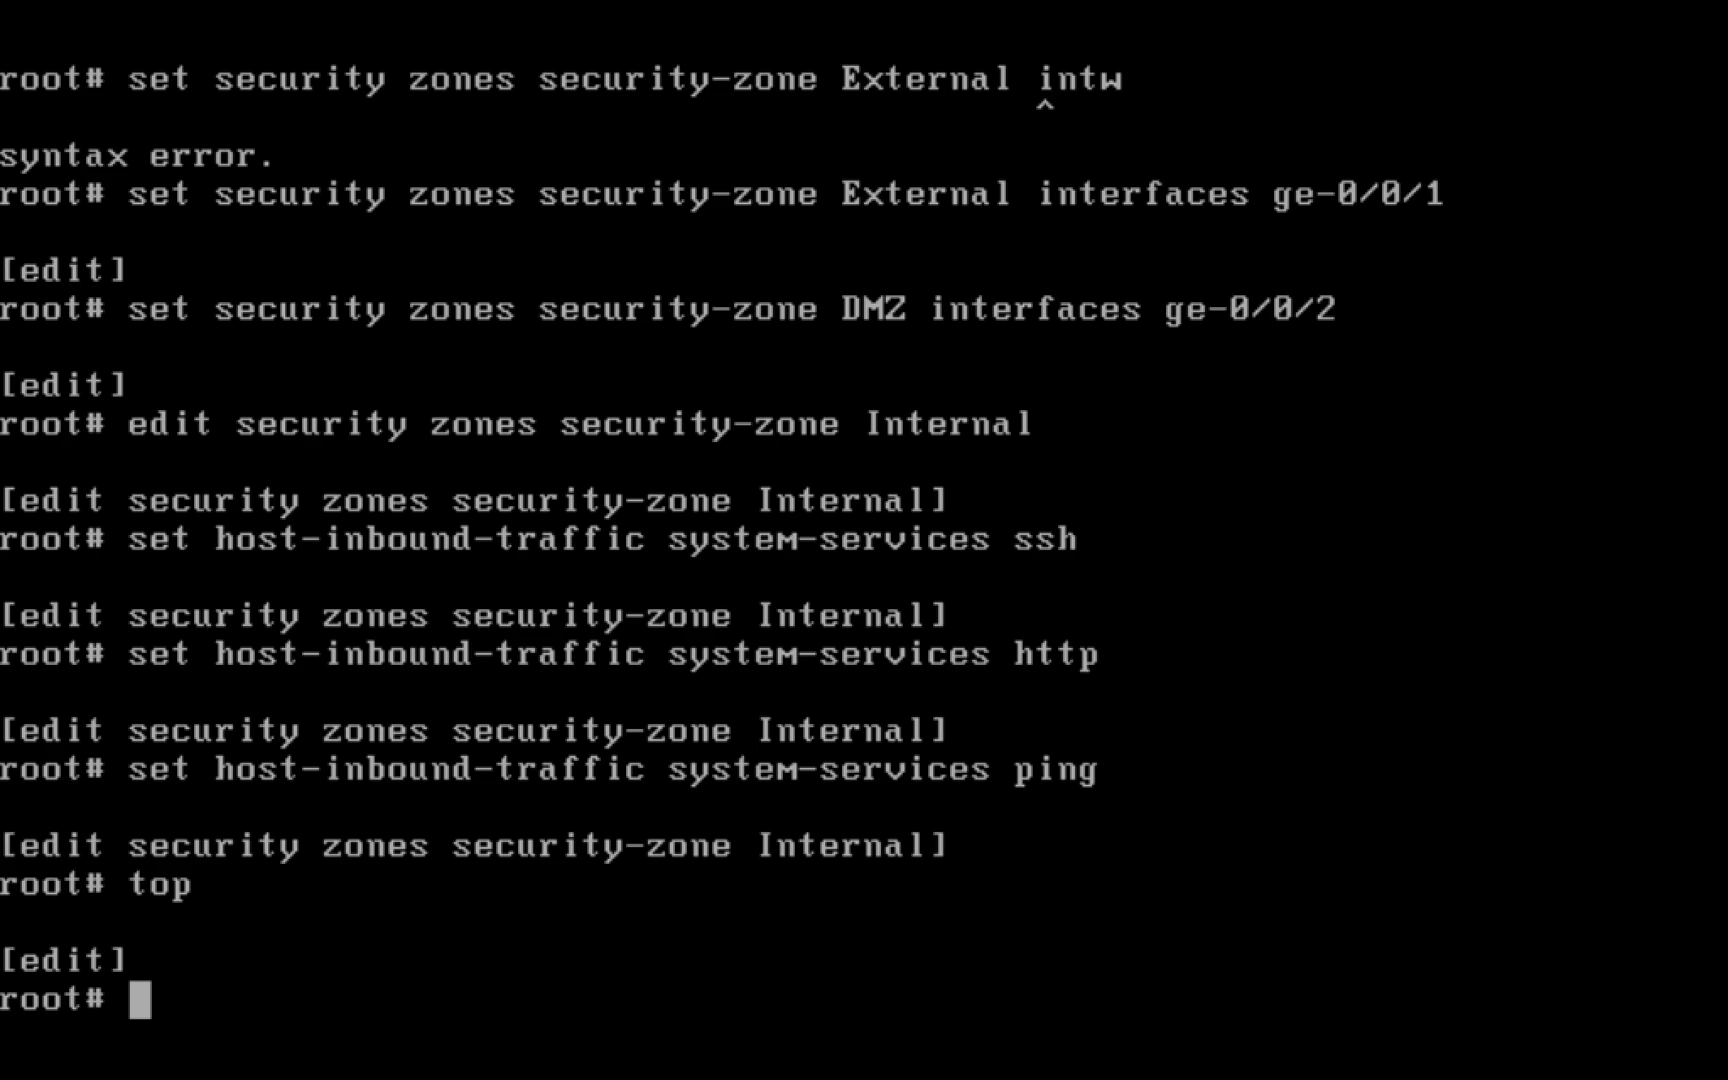 root# set security zones security-zone External intw
^
syntax error.
root# set security zones security-zone External interfaces ge-0/0/1
[edit]
root# set security zones security-zone DMZ interfaces ge-0/0/2
[edit]
root# edit security zones security-zone Internal
[edit security zones security-zone Internal]
root# set host-inbound-traffic system-services ssh
[edit security zones security-zone Internal]
root# set host-inbound-traffic system-services http
[edit security zones security-zone Internal]
root# set host-inbound-traffic system-services ping
[edit security zones security-zone Internal]
root# top
[edit]
root#